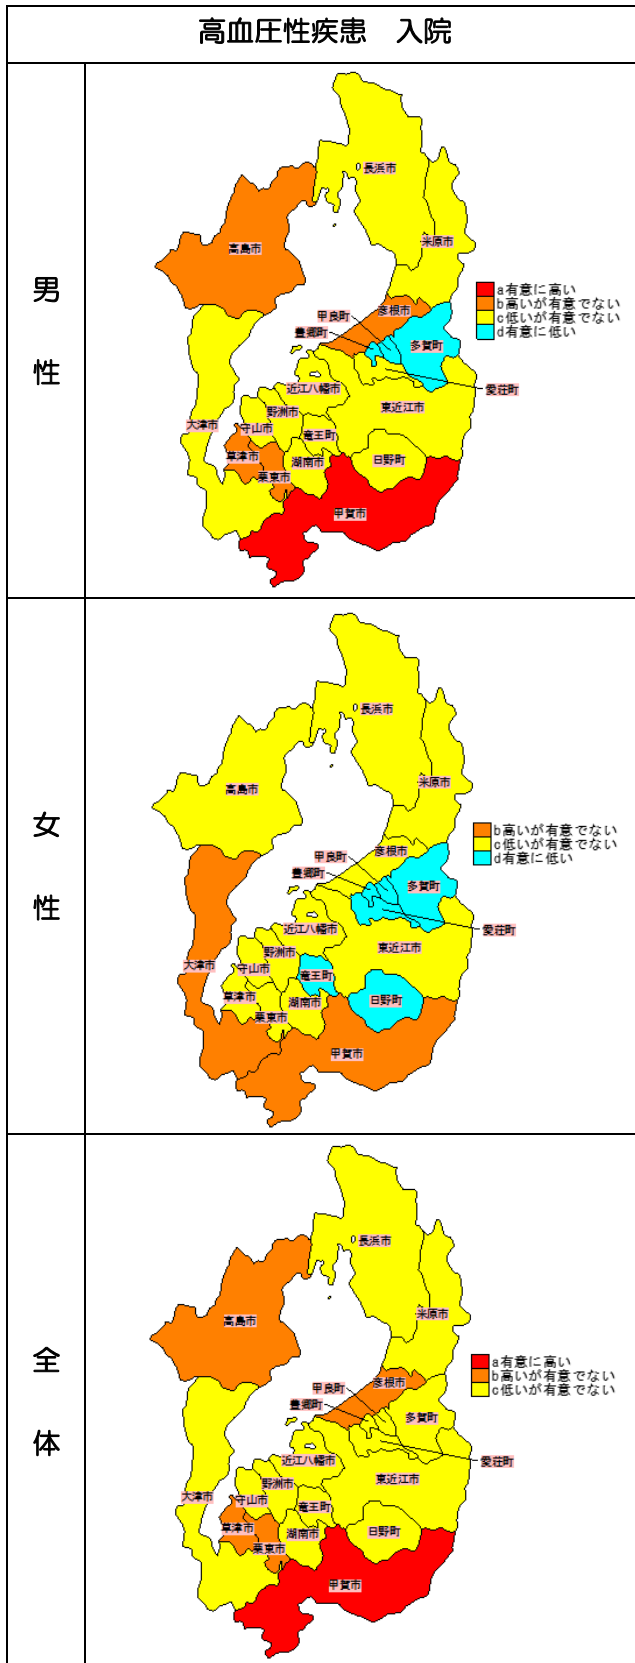 高血圧性疾患　入院
男性
長浜市
米原市
高島市
彦根市
甲良町
豊郷町
多賀町
愛荘町
近江八幡市
東近江市
野洲市
大津市
守山市
竜王町
草津市
湖南市
日野町
栗東市
甲賀市
a有意に高い
b高いが有意でない
c低いが有意でない
d有意に低い
女性
長浜市
米原市
高島市
彦根市
甲良町
豊郷町
多賀町
愛荘町
近江八幡市
東近江市
野洲市
大津市
守山市
竜王町
草津市
湖南市
日野町
栗東市
甲賀市
b高いが有意でない
c低いが有意でない
d有意に低い
全体
長浜市
米原市
高島市
彦根市
甲良町
豊郷町
多賀町
愛荘町
近江八幡市
東近江市
野洲市
大津市
守山市
竜王町
草津市
湖南市
日野町
栗東市
甲賀市
a有意に高い
b高いが有意でない
c低いが有意でない